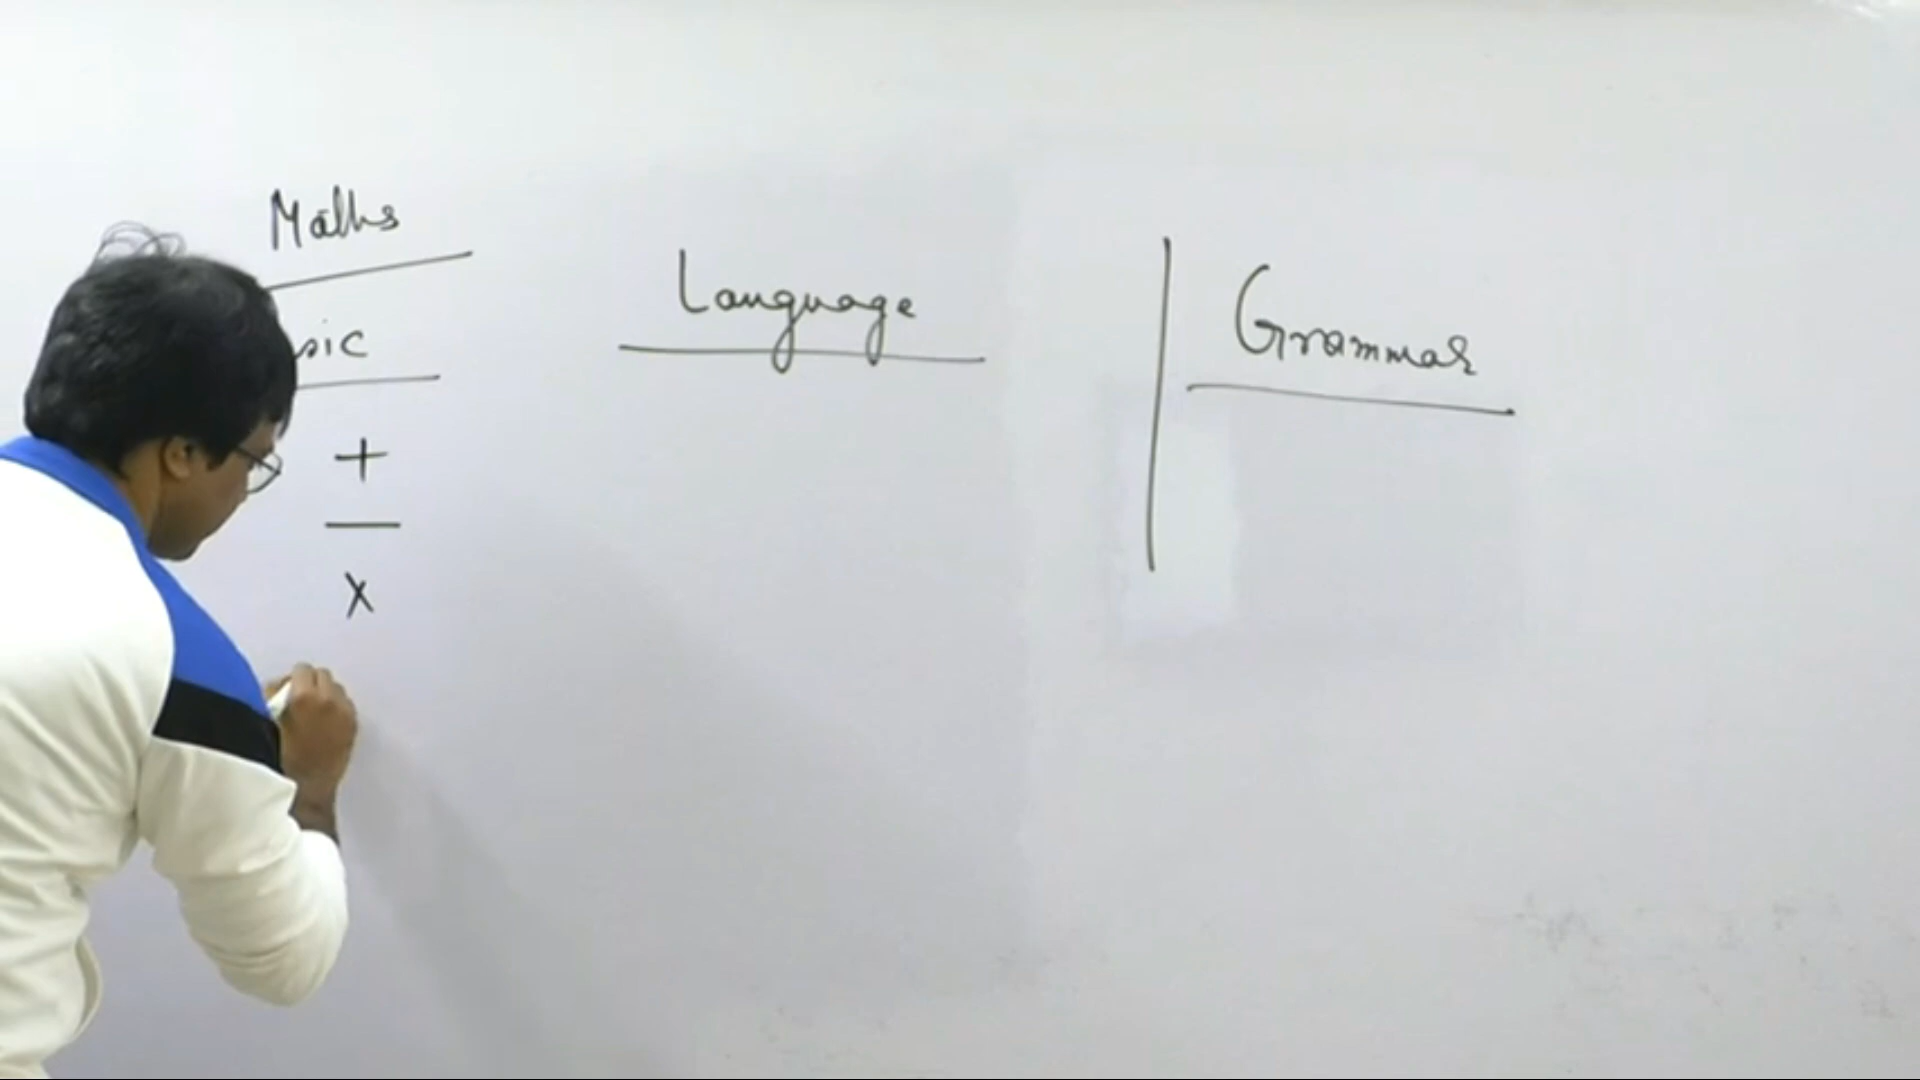 Maths
Language
Grammar
sic
+
—
x